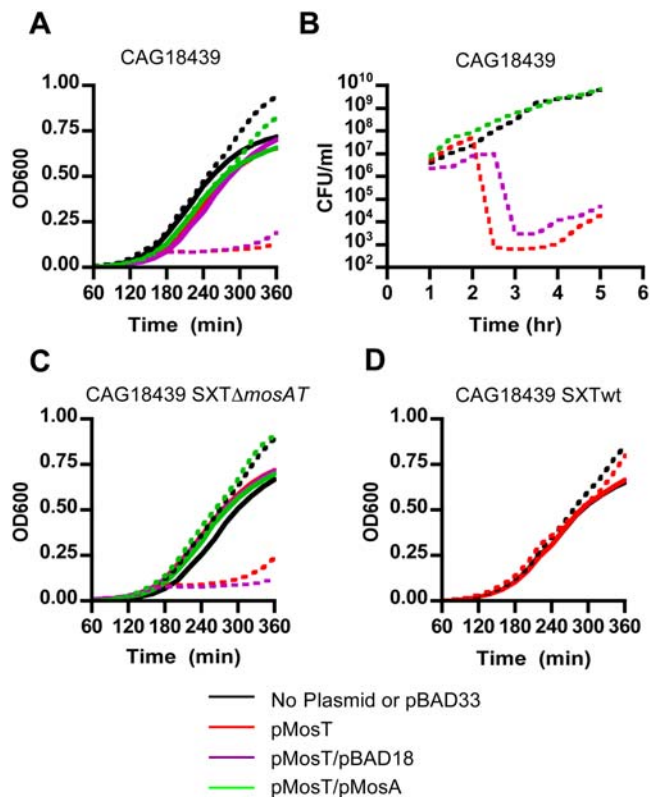 A
CAG18439
OD600
1.00
0.75
0.50
0.25
0.00
60 120 180 240 300 360
Time (min)
B
CAG18439
CFU/ml
10^10
10^9
10^8
10^7
10^6
10^5
10^4
10^3
10^2
0 1 2 3 4 5 6
Time (hr)
C
CAG18439 SXTΔmosAT
OD600
1.00
0.75
0.50
0.25
0.00
60 120 180 240 300 360
Time (min)
D
CAG18439 SXTwt
OD600
1.00
0.75
0.50
0.25
0.00
60 120 180 240 300 360
Time (min)
No Plasmid or pBAD33
pMosT
pMosT/pBAD18
pMosT/pMosA